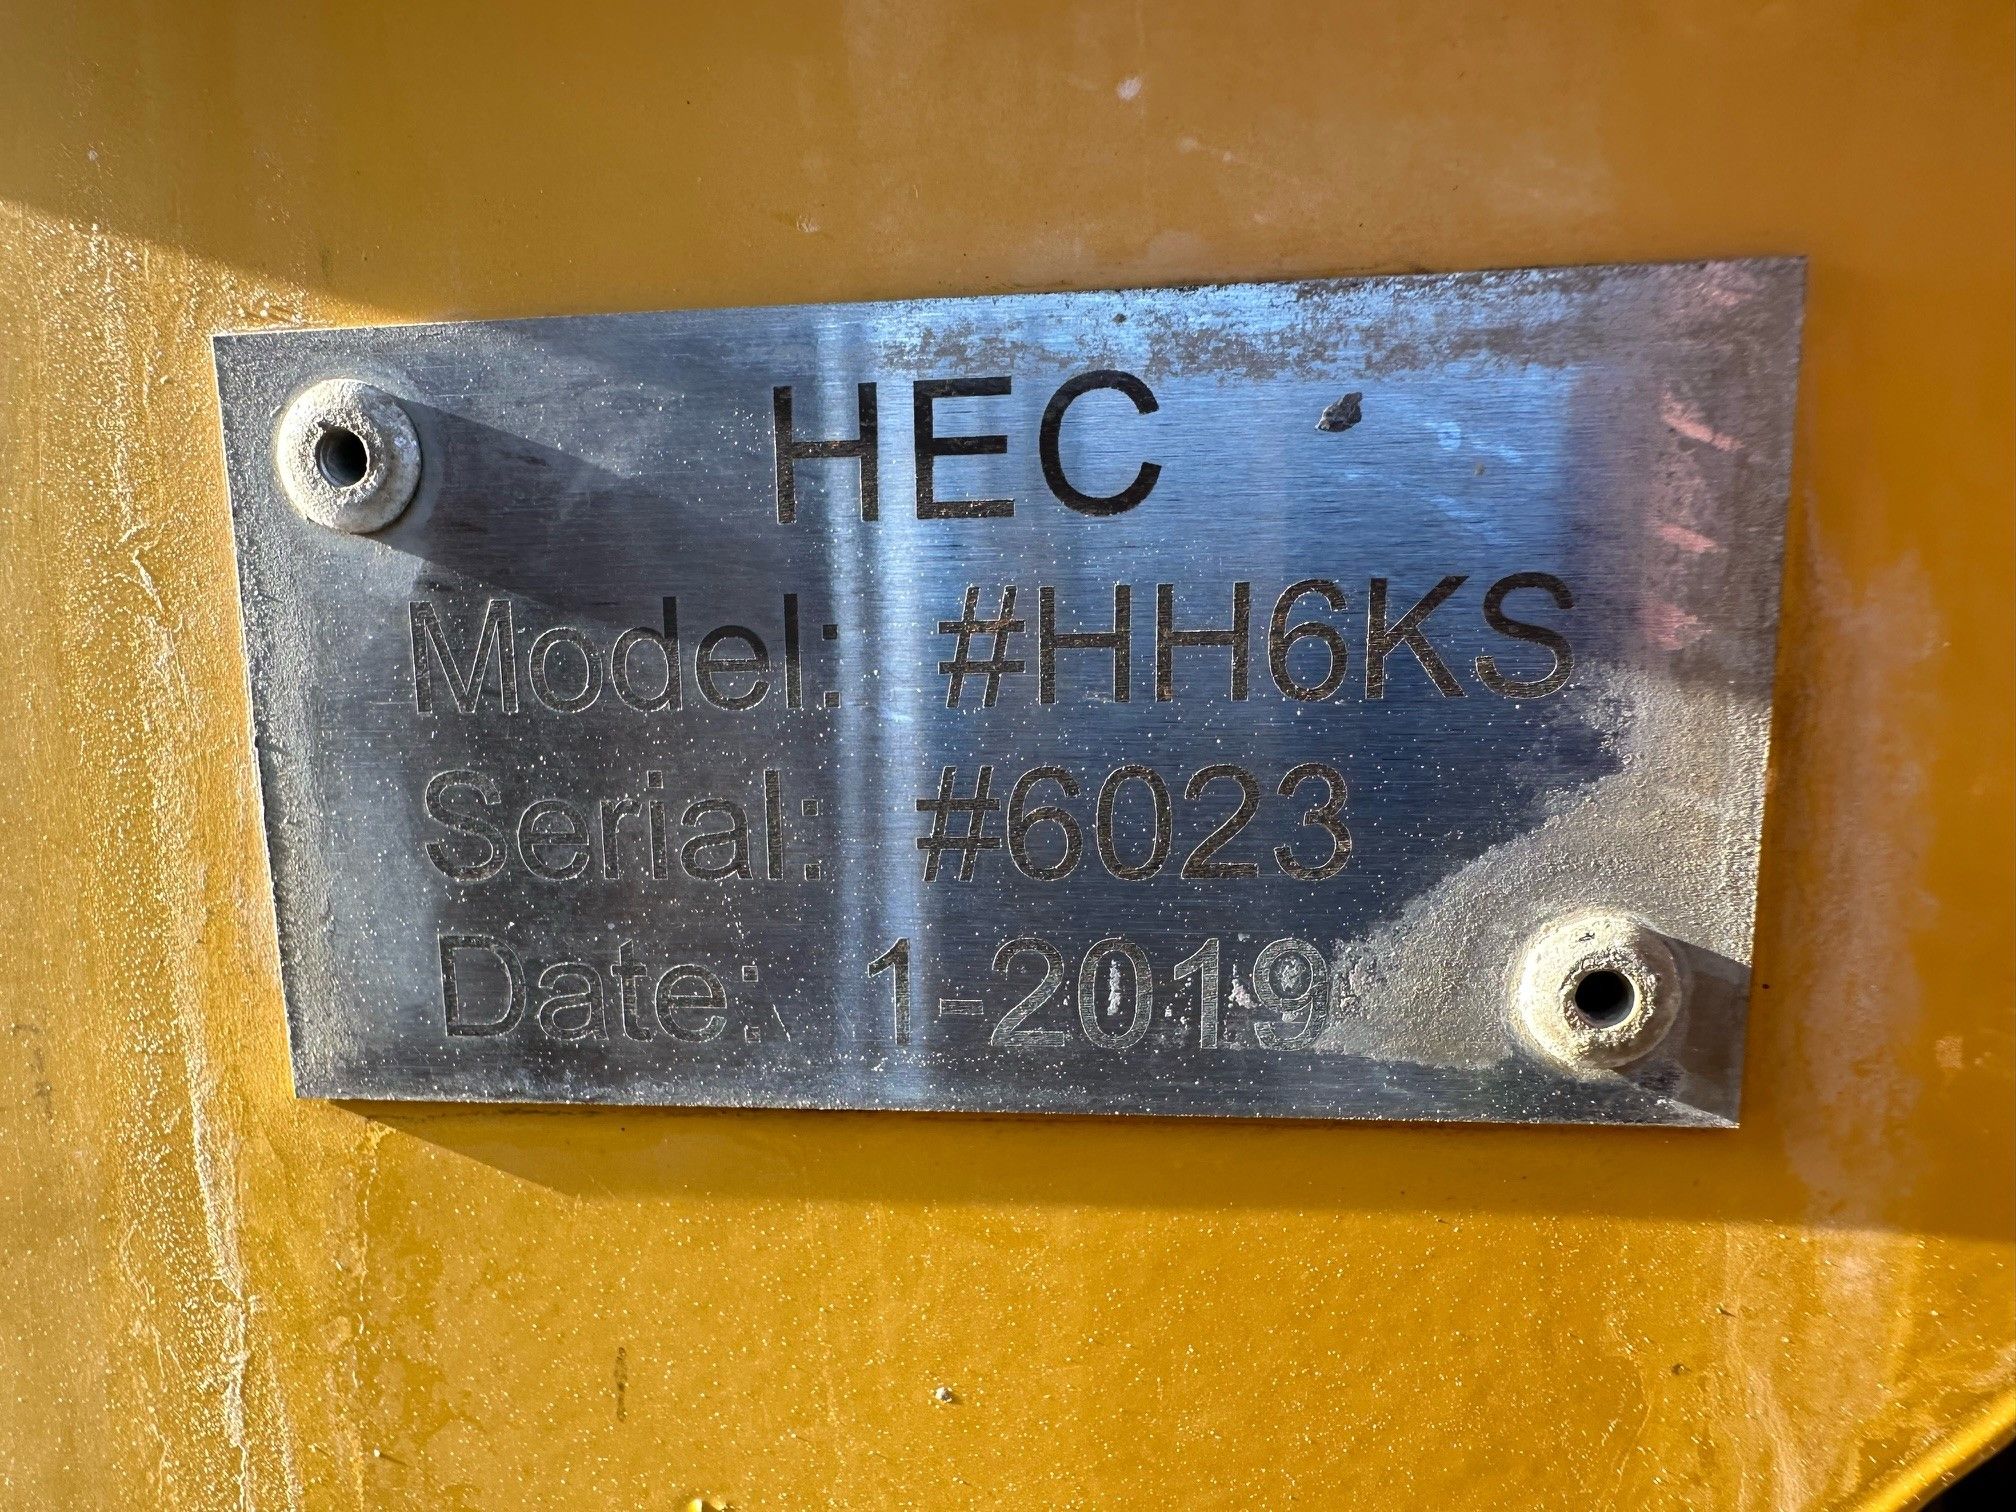 HEC
Model: #HH6KS
Serial: #6023
Date: 1-2019